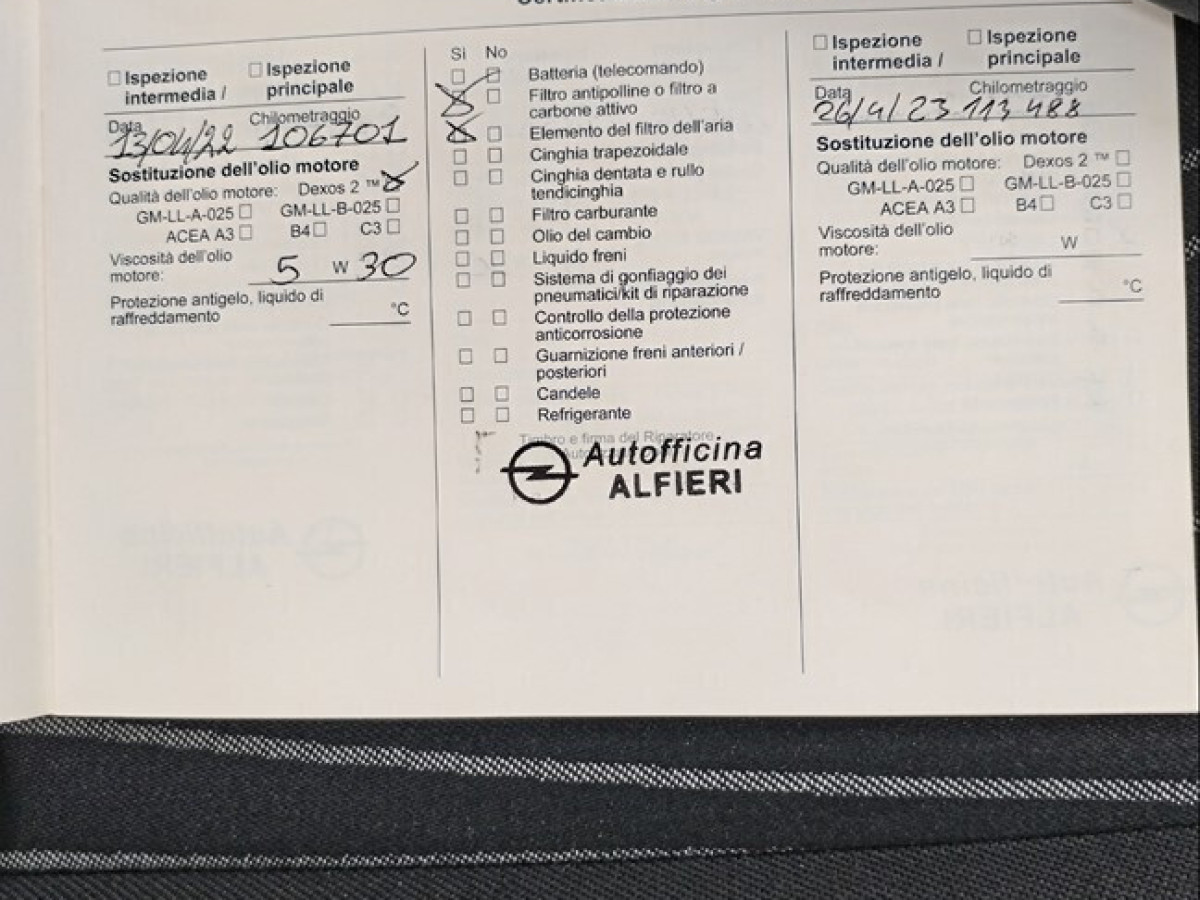 ☐ Ispezione intermedia / ☐ Ispezione principale
Data Chilometraggio
13/04/22 106701
Sostituzione dell'olio motore
Qualità dell'olio motore: Dexos 2 ™ ☒
GM-LL-A-025 ☐ GM-LL-B-025 ☐
ACEA A3 ☐ B4 ☐ C3 ☐
Viscosità dell'olio
motore: 5 W 30
Protezione antigelo, liquido di
raffreddamento °C
Si No
☐ ☐ Batteria (telecomando)
☒ ☐ Filtro antipolline o filtro a
carbone attivo
☒ ☐ Elemento del filtro dell'aria
☐ ☐ Cinghia trapezoidale
☐ ☐ Cinghia dentata e rullo
tendicinghia
☐ ☐ Filtro carburante
☐ ☐ Olio del cambio
☐ ☐ Liquido freni
☐ ☐ Sistema di gonfiaggio dei
pneumatici/kit di riparazione
☐ ☐ Controllo della protezione
anticorrosione
☐ ☐ Guarnizione freni anteriori /
posteriori
☐ ☐ Candele
☐ ☐ Refrigerante
Timbro e firma del Riparatore
Autofficina
ALFIERI
☐ Ispezione intermedia / ☐ Ispezione principale
Data Chilometraggio
26/4/23 113 488
Sostituzione dell'olio motore
Qualità dell'olio motore: Dexos 2 ™ ☐
GM-LL-A-025 ☐ GM-LL-B-025 ☐
ACEA A3 ☐ B4 ☐ C3 ☐
Viscosità dell'olio
motore: W
Protezione antigelo, liquido di
raffreddamento °C